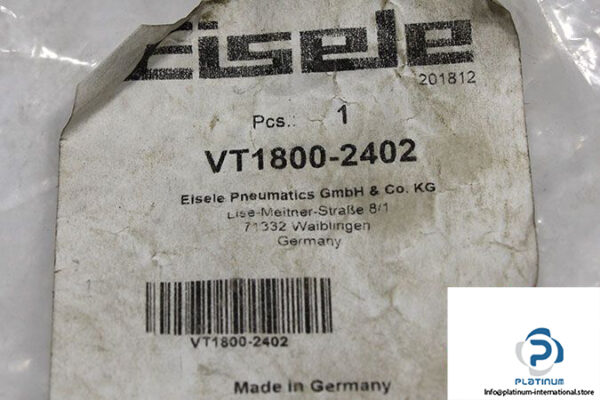 Eisele
201812
Pcs.: 1
VT1800-2402
Eisele Pneumatics GmbH & Co. KG
Lise-Meitner-Straße 8/1
71332 Waiblingen
Germany
VT1800-2402
Made in Germany
PLATINUM
Info@platinum-international.store